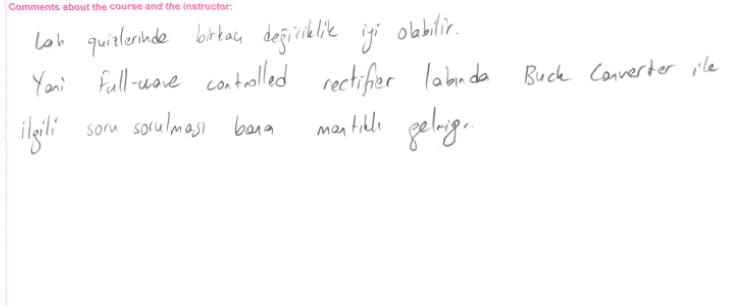 Comments about the course and the instructor:
Lab quizlerinde birkaç değişiklik iyi olabilir.
Yani full-wave controlled rectifier labında Buck Converter ile
ilgili soru sorulması bana mantıklı gelmiyor.